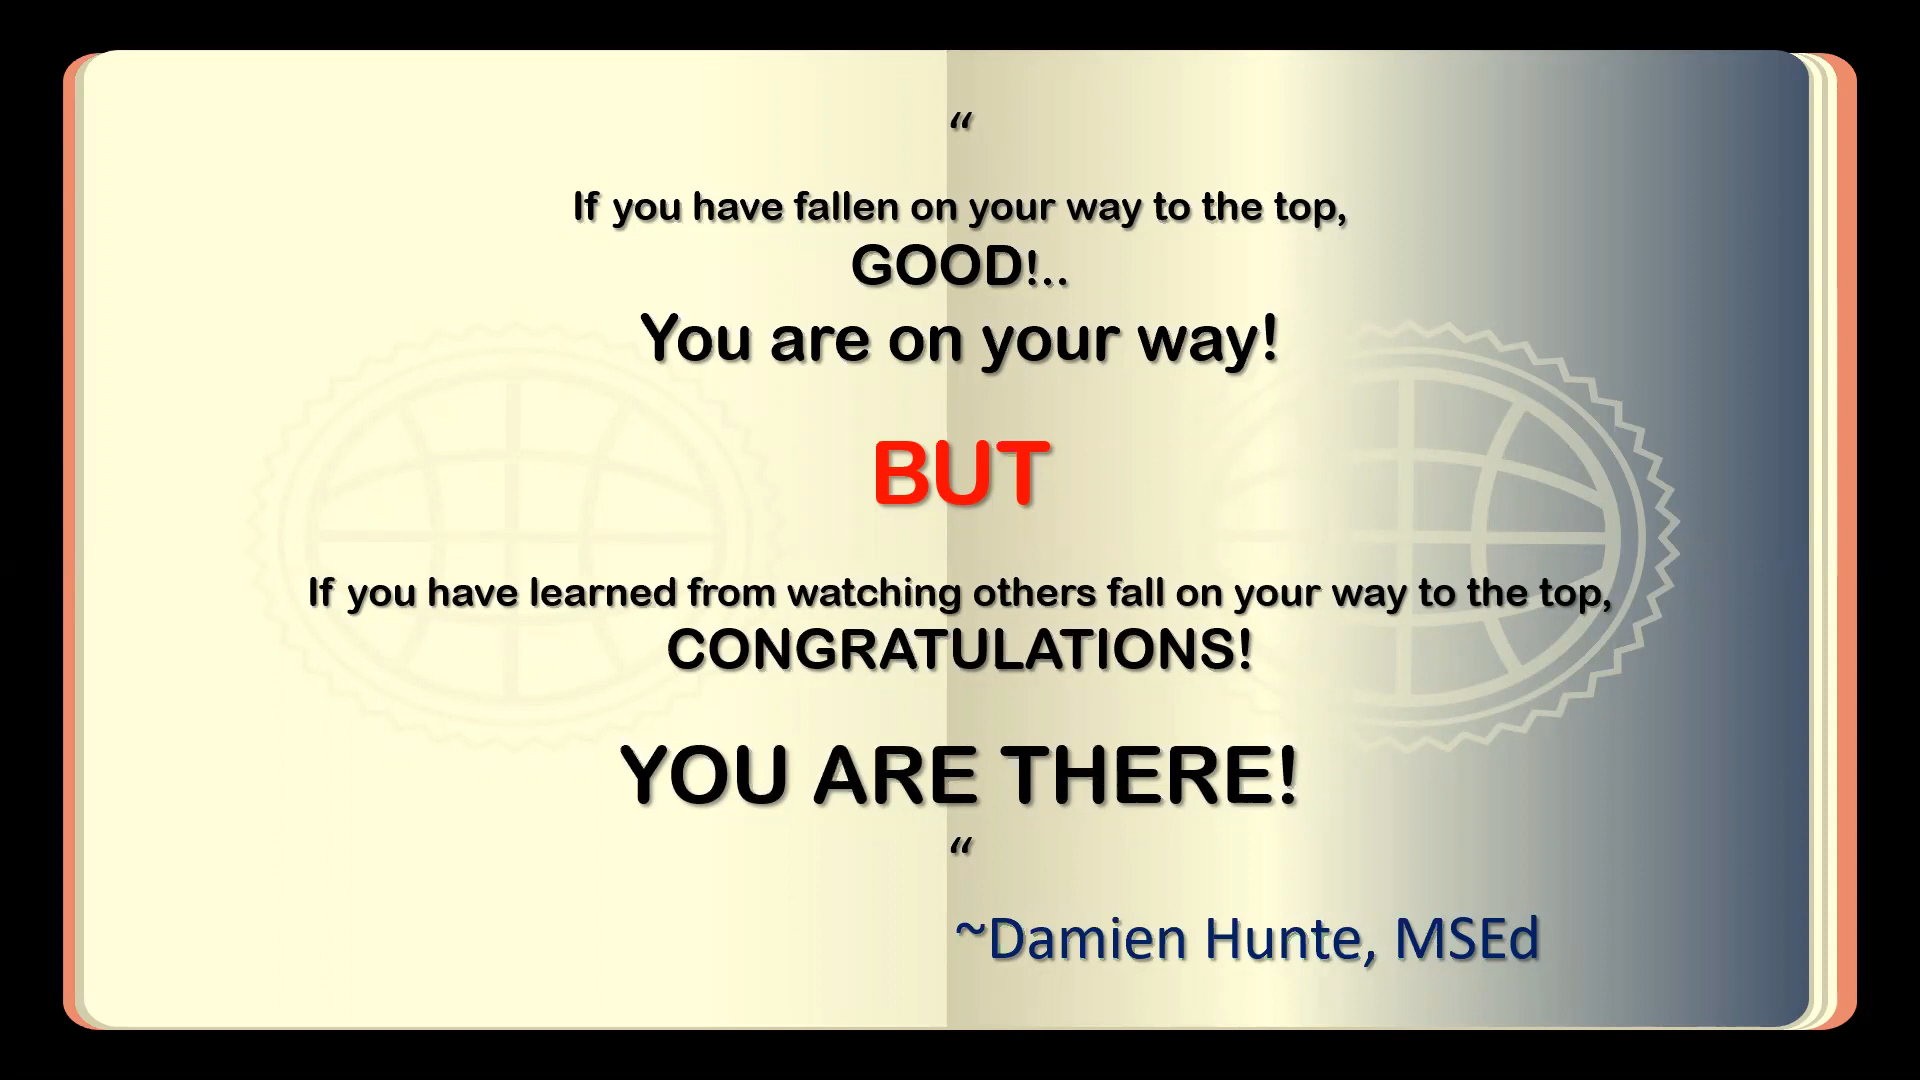 “
If you have fallen on your way to the top,
GOOD!..
You are on your way!
BUT
If you have learned from watching others fall on your way to the top,
CONGRATULATIONS!
YOU ARE THERE!
“
~Damien Hunte, MSEd